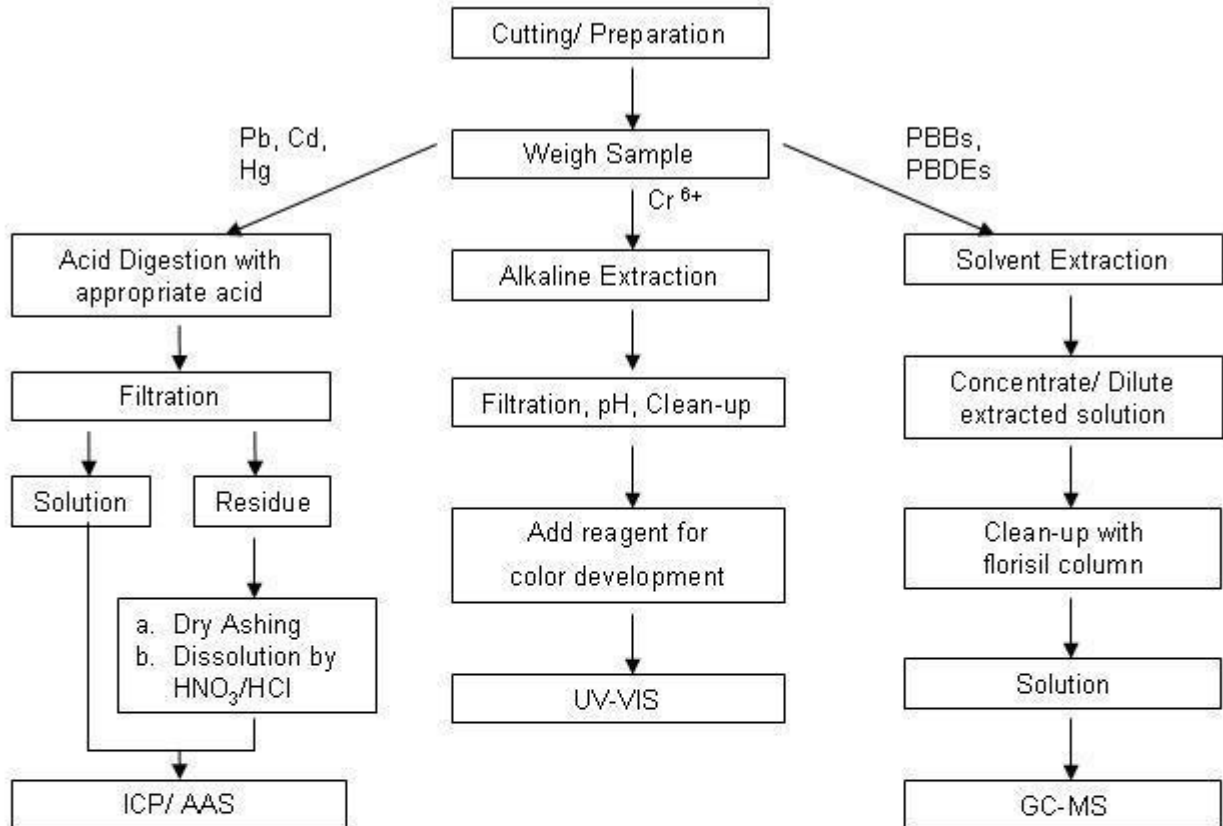 Cutting/ Preparation
Pb, Cd,
Hg
Weigh Sample
PBBs,
PBDEs
Cr 6+
Acid Digestion with
appropriate acid
Alkaline Extraction
Solvent Extraction
Filtration
Filtration, pH, Clean-up
Concentrate/ Dilute
extracted solution
Solution
Residue
Add reagent for
color development
Clean-up with
florisil column
a. Dry Ashing
b. Dissolution by
HNO3/HCl
UV-VIS
Solution
ICP/ AAS
GC-MS